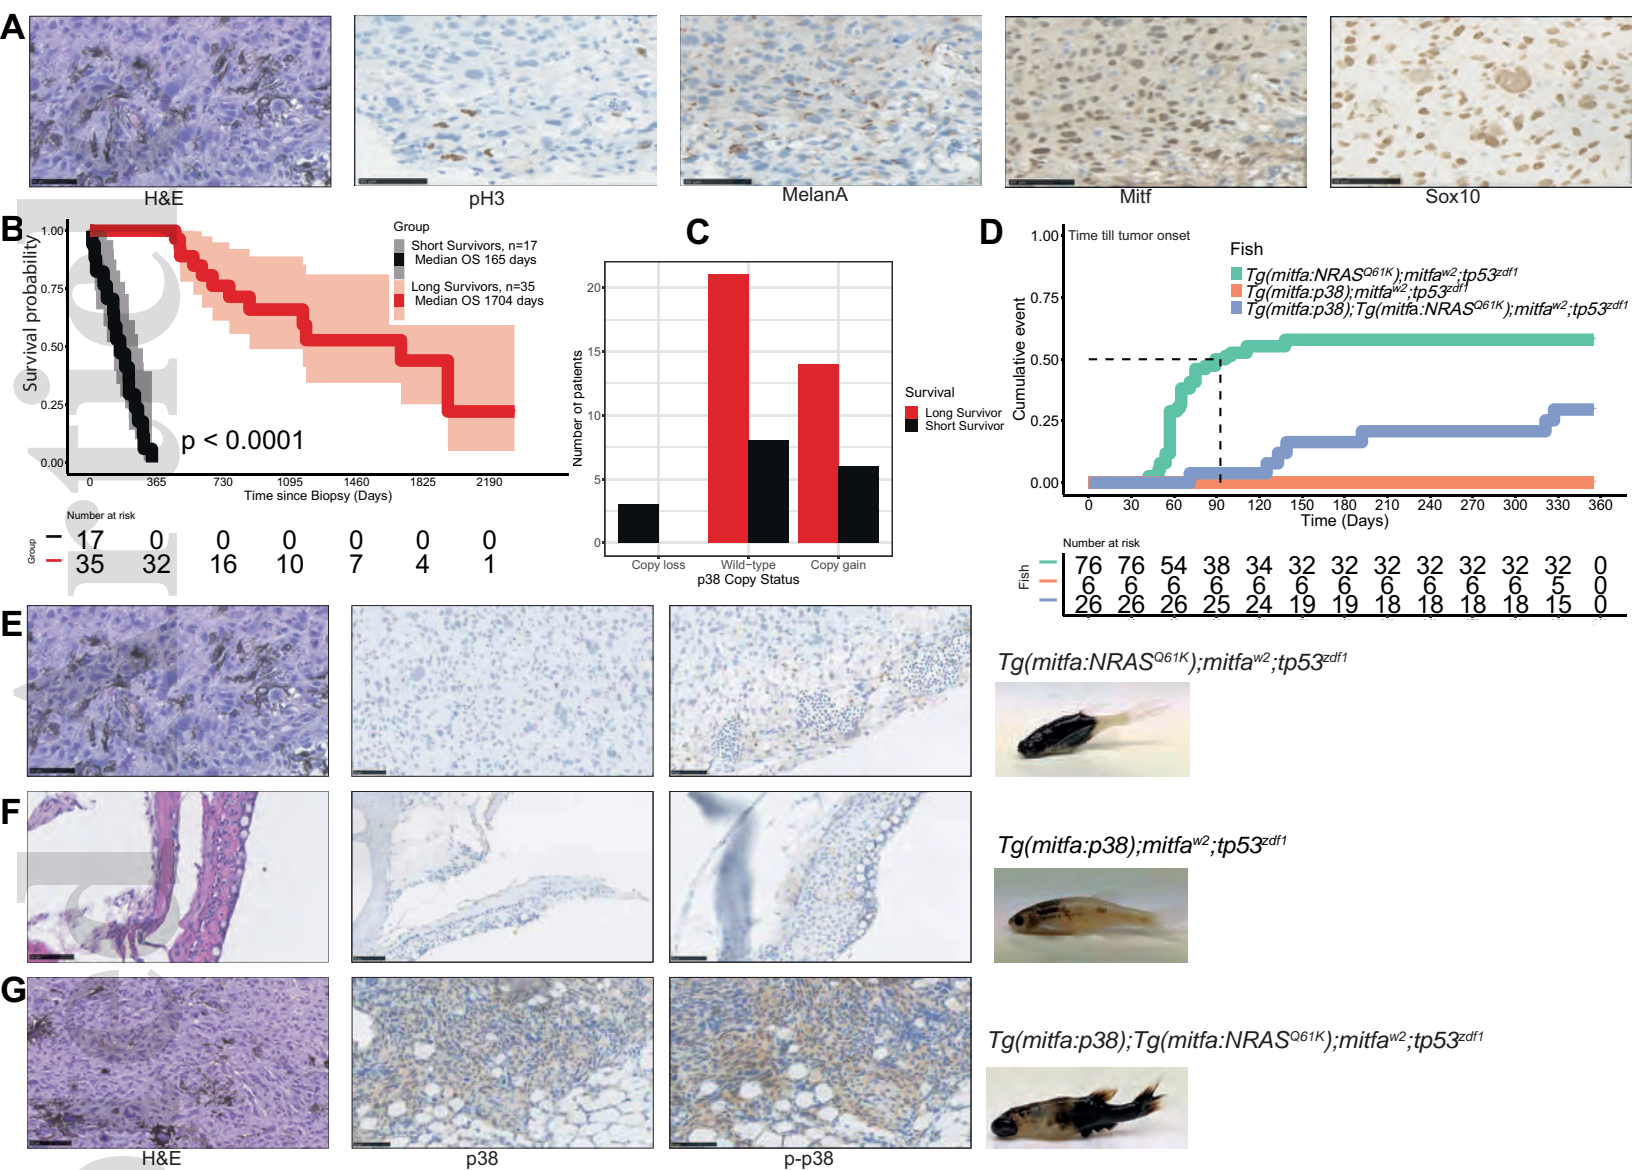 A
H&E
pH3
MelanA
Mitf
Sox10
B
Survival probability
1.00
0.75
0.50
0.25
0.00
Group
Short Survivors, n=17
Median OS 165 days
Long Survivors, n=35
Median OS 1704 days
p < 0.0001
0 365 730 1095 1460 1825 2190
Time since Biopsy (Days)
Number at risk
Group
17 0 0 0 0 0 0
35 32 16 10 7 4 1
C
Number of patients
20
15
10
5
0
Copy loss Wild-type Copy gain
p38 Copy Status
Survival
Long Survivor
Short Survivor
D
Time till tumor onset
Cumulative event
1.00
0.75
0.50
0.25
0.00
Fish
Tg(mitfa:NRASQ61K);mitfaw2;tp53zdf1
Tg(mitfa:p38);mitfaw2;tp53zdf1
Tg(mitfa:p38);Tg(mitfa:NRASQ61K);mitfaw2;tp53zdf1
0 30 60 90 120 150 180 210 240 270 300 330 360
Time (Days)
Number at risk
Fish
76 76 54 38 34 32 32 32 32 32 32 32 0
6 6 6 6 6 6 6 6 6 6 6 5 0
26 26 26 25 24 19 19 18 18 18 18 15 0
E
Tg(mitfa:NRASQ61K);mitfaw2;tp53zdf1
F
Tg(mitfa:p38);mitfaw2;tp53zdf1
G
Tg(mitfa:p38);Tg(mitfa:NRASQ61K);mitfaw2;tp53zdf1
H&E
p38
p-p38